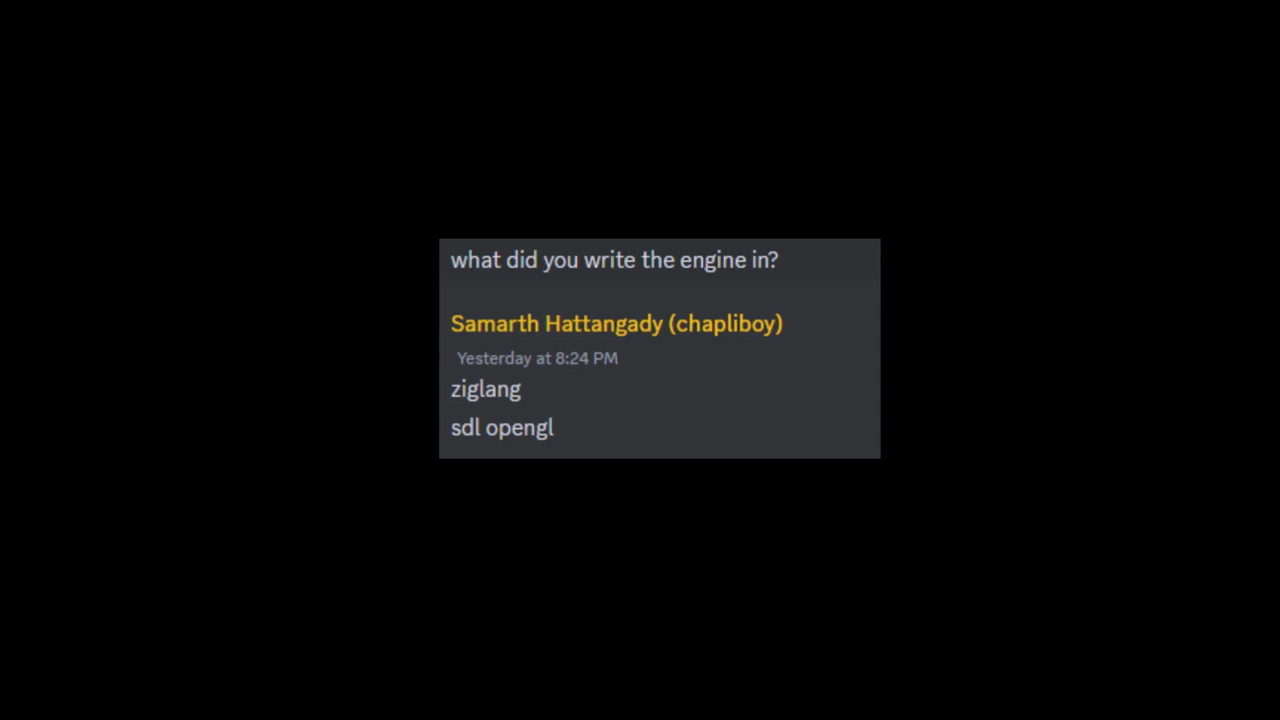 what did you write the engine in?
Samarth Hattangady (chapliboy)
Yesterday at 8:24 PM
ziglang
sdl opengl